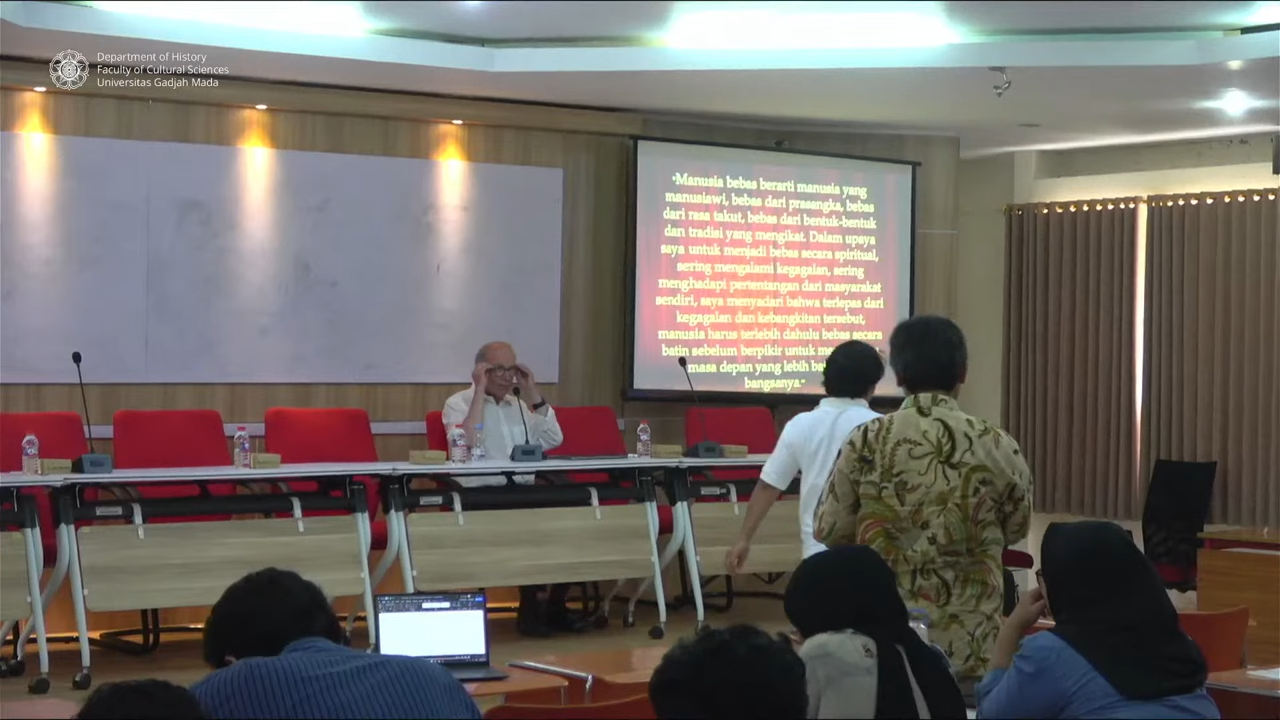 Department of History
Faculty of Cultural Sciences
Universitas Gadjah Mada
"Manusia bebas berarti manusia yang
manusiawi, bebas dari prasangka, bebas
dari rasa takut, bebas dari bentuk-bentuk
dan tradisi yang mengikat. Dalam upaya
saya untuk menjadi bebas secara spiritual,
sering mengalami kegagalan, sering
menghadapi pertentangan dari masyarakat
sendiri, saya menyadari bahwa terlepas dari
kegagalan dan kebangkitan tersebut,
manusia harus terlebih dahulu bebas secara
batin sebelum berpikir untuk
masa depan yang lebih
bangsanya."